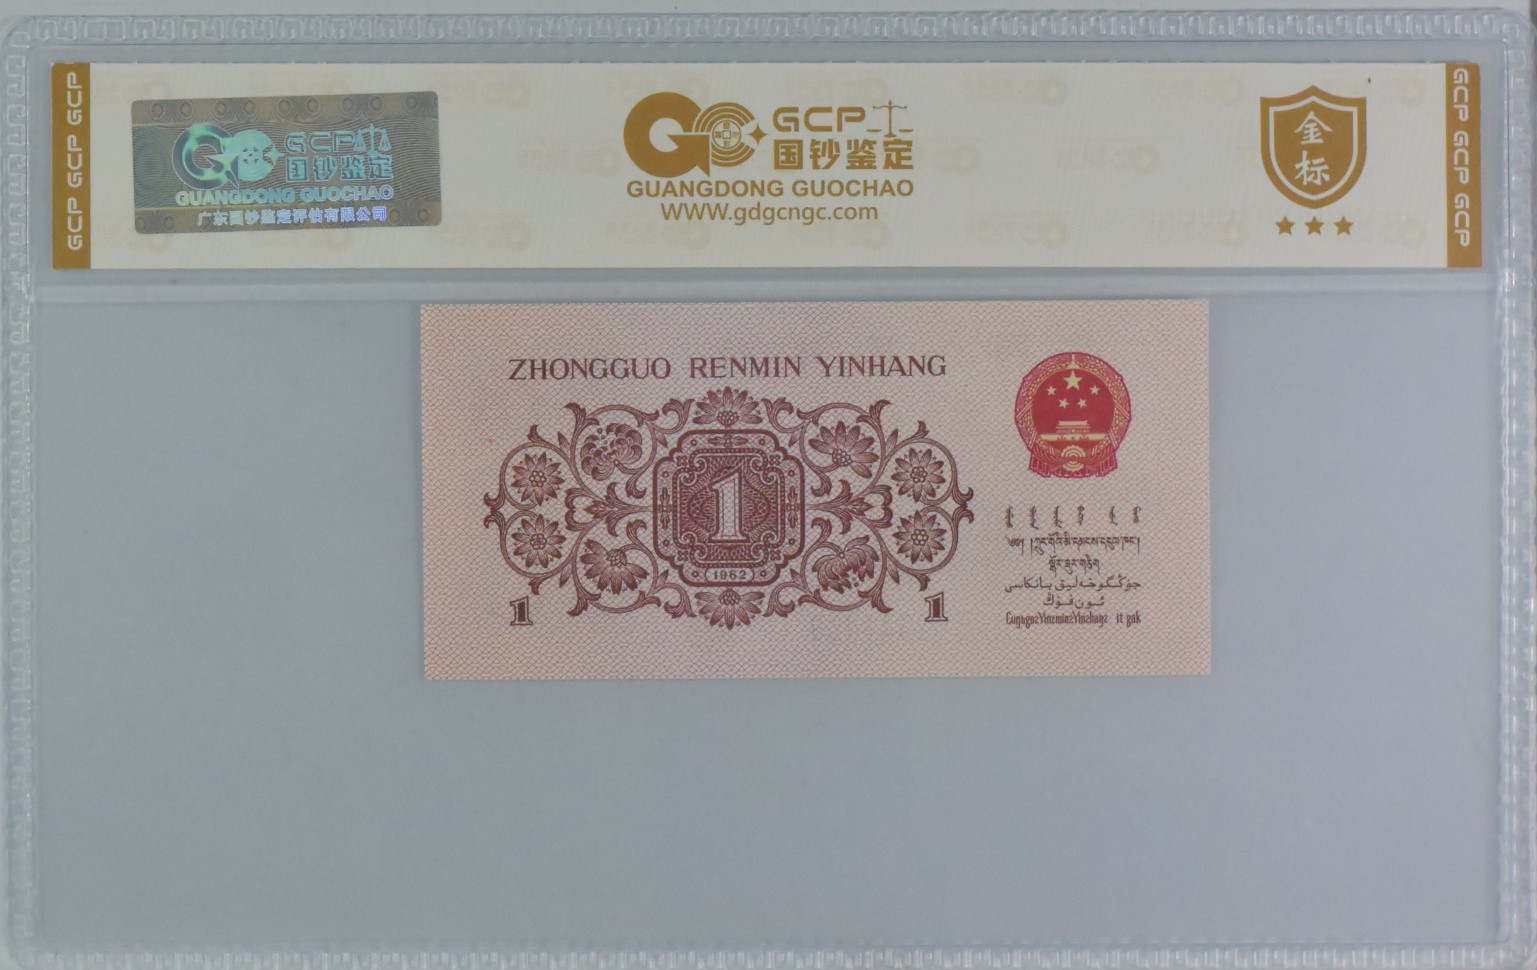 GCP GCP GCP
GCP
国钞鉴定
GUANGDONG GUOCHAO
广东国钞鉴定评估有限公司
GCP
国钞鉴定
GUANGDONG GUOCHAO
WWW.gdgcngc.com
金标
GCP GCP GCP
ZHONGGUO RENMIN YINHANG
1
(1962)
1
1
جۇڭگوخەلىق بانكاسى